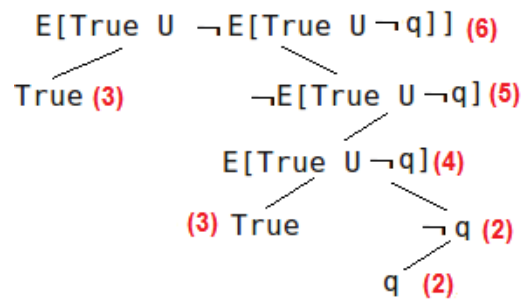 E[True U ¬E[True U ¬q]] (6)
True (3) ¬E[True U ¬q] (5)
E[True U ¬q] (4)
(3) True ¬q (2)
q (2)